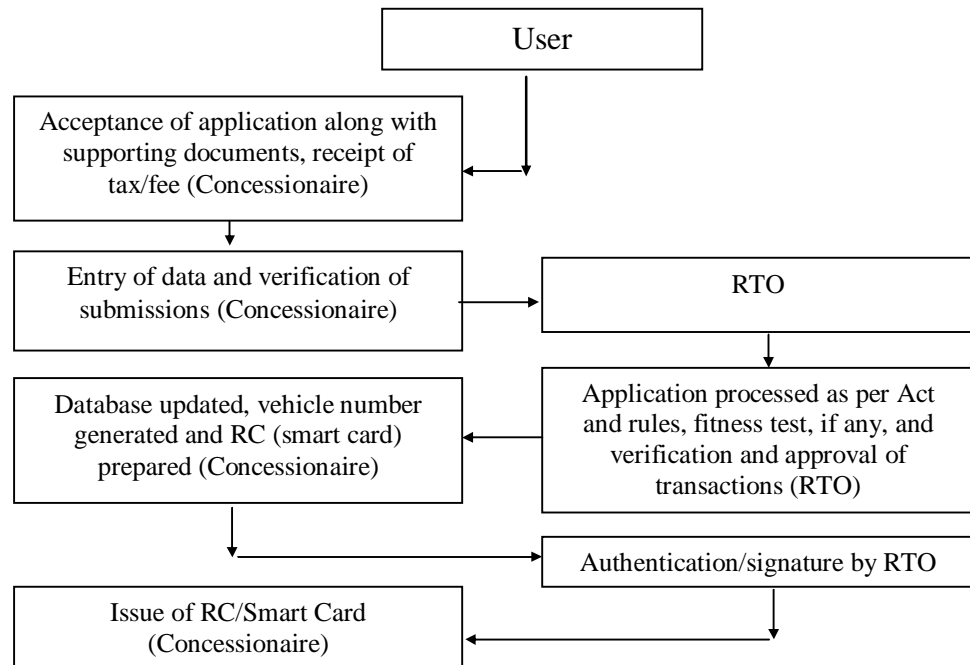 User
Acceptance of application along with
supporting documents, receipt of
tax/fee (Concessionaire)
Entry of data and verification of
submissions (Concessionaire)
RTO
Application processed as per Act
and rules, fitness test, if any, and
verification and approval of
transactions (RTO)
Database updated, vehicle number
generated and RC (smart card)
prepared (Concessionaire)
Authentication/signature by RTO
Issue of RC/Smart Card
(Concessionaire)